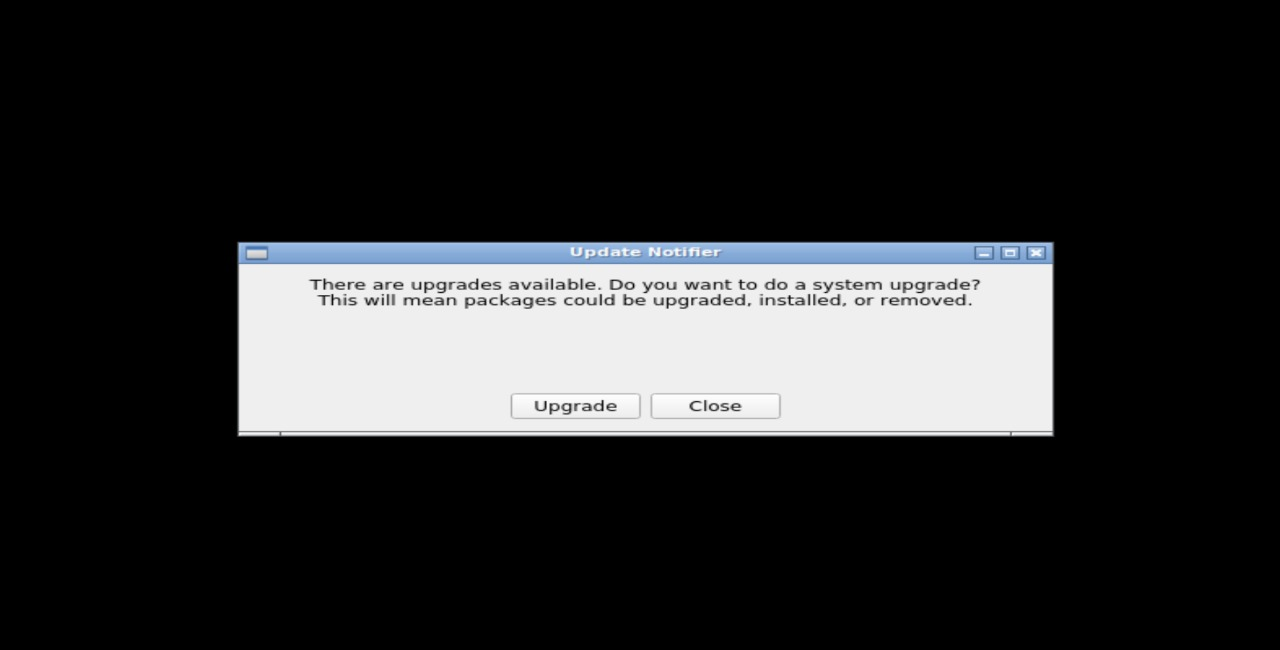 Update Notifier
There are upgrades available. Do you want to do a system upgrade?
This will mean packages could be upgraded, installed, or removed.
Upgrade
Close